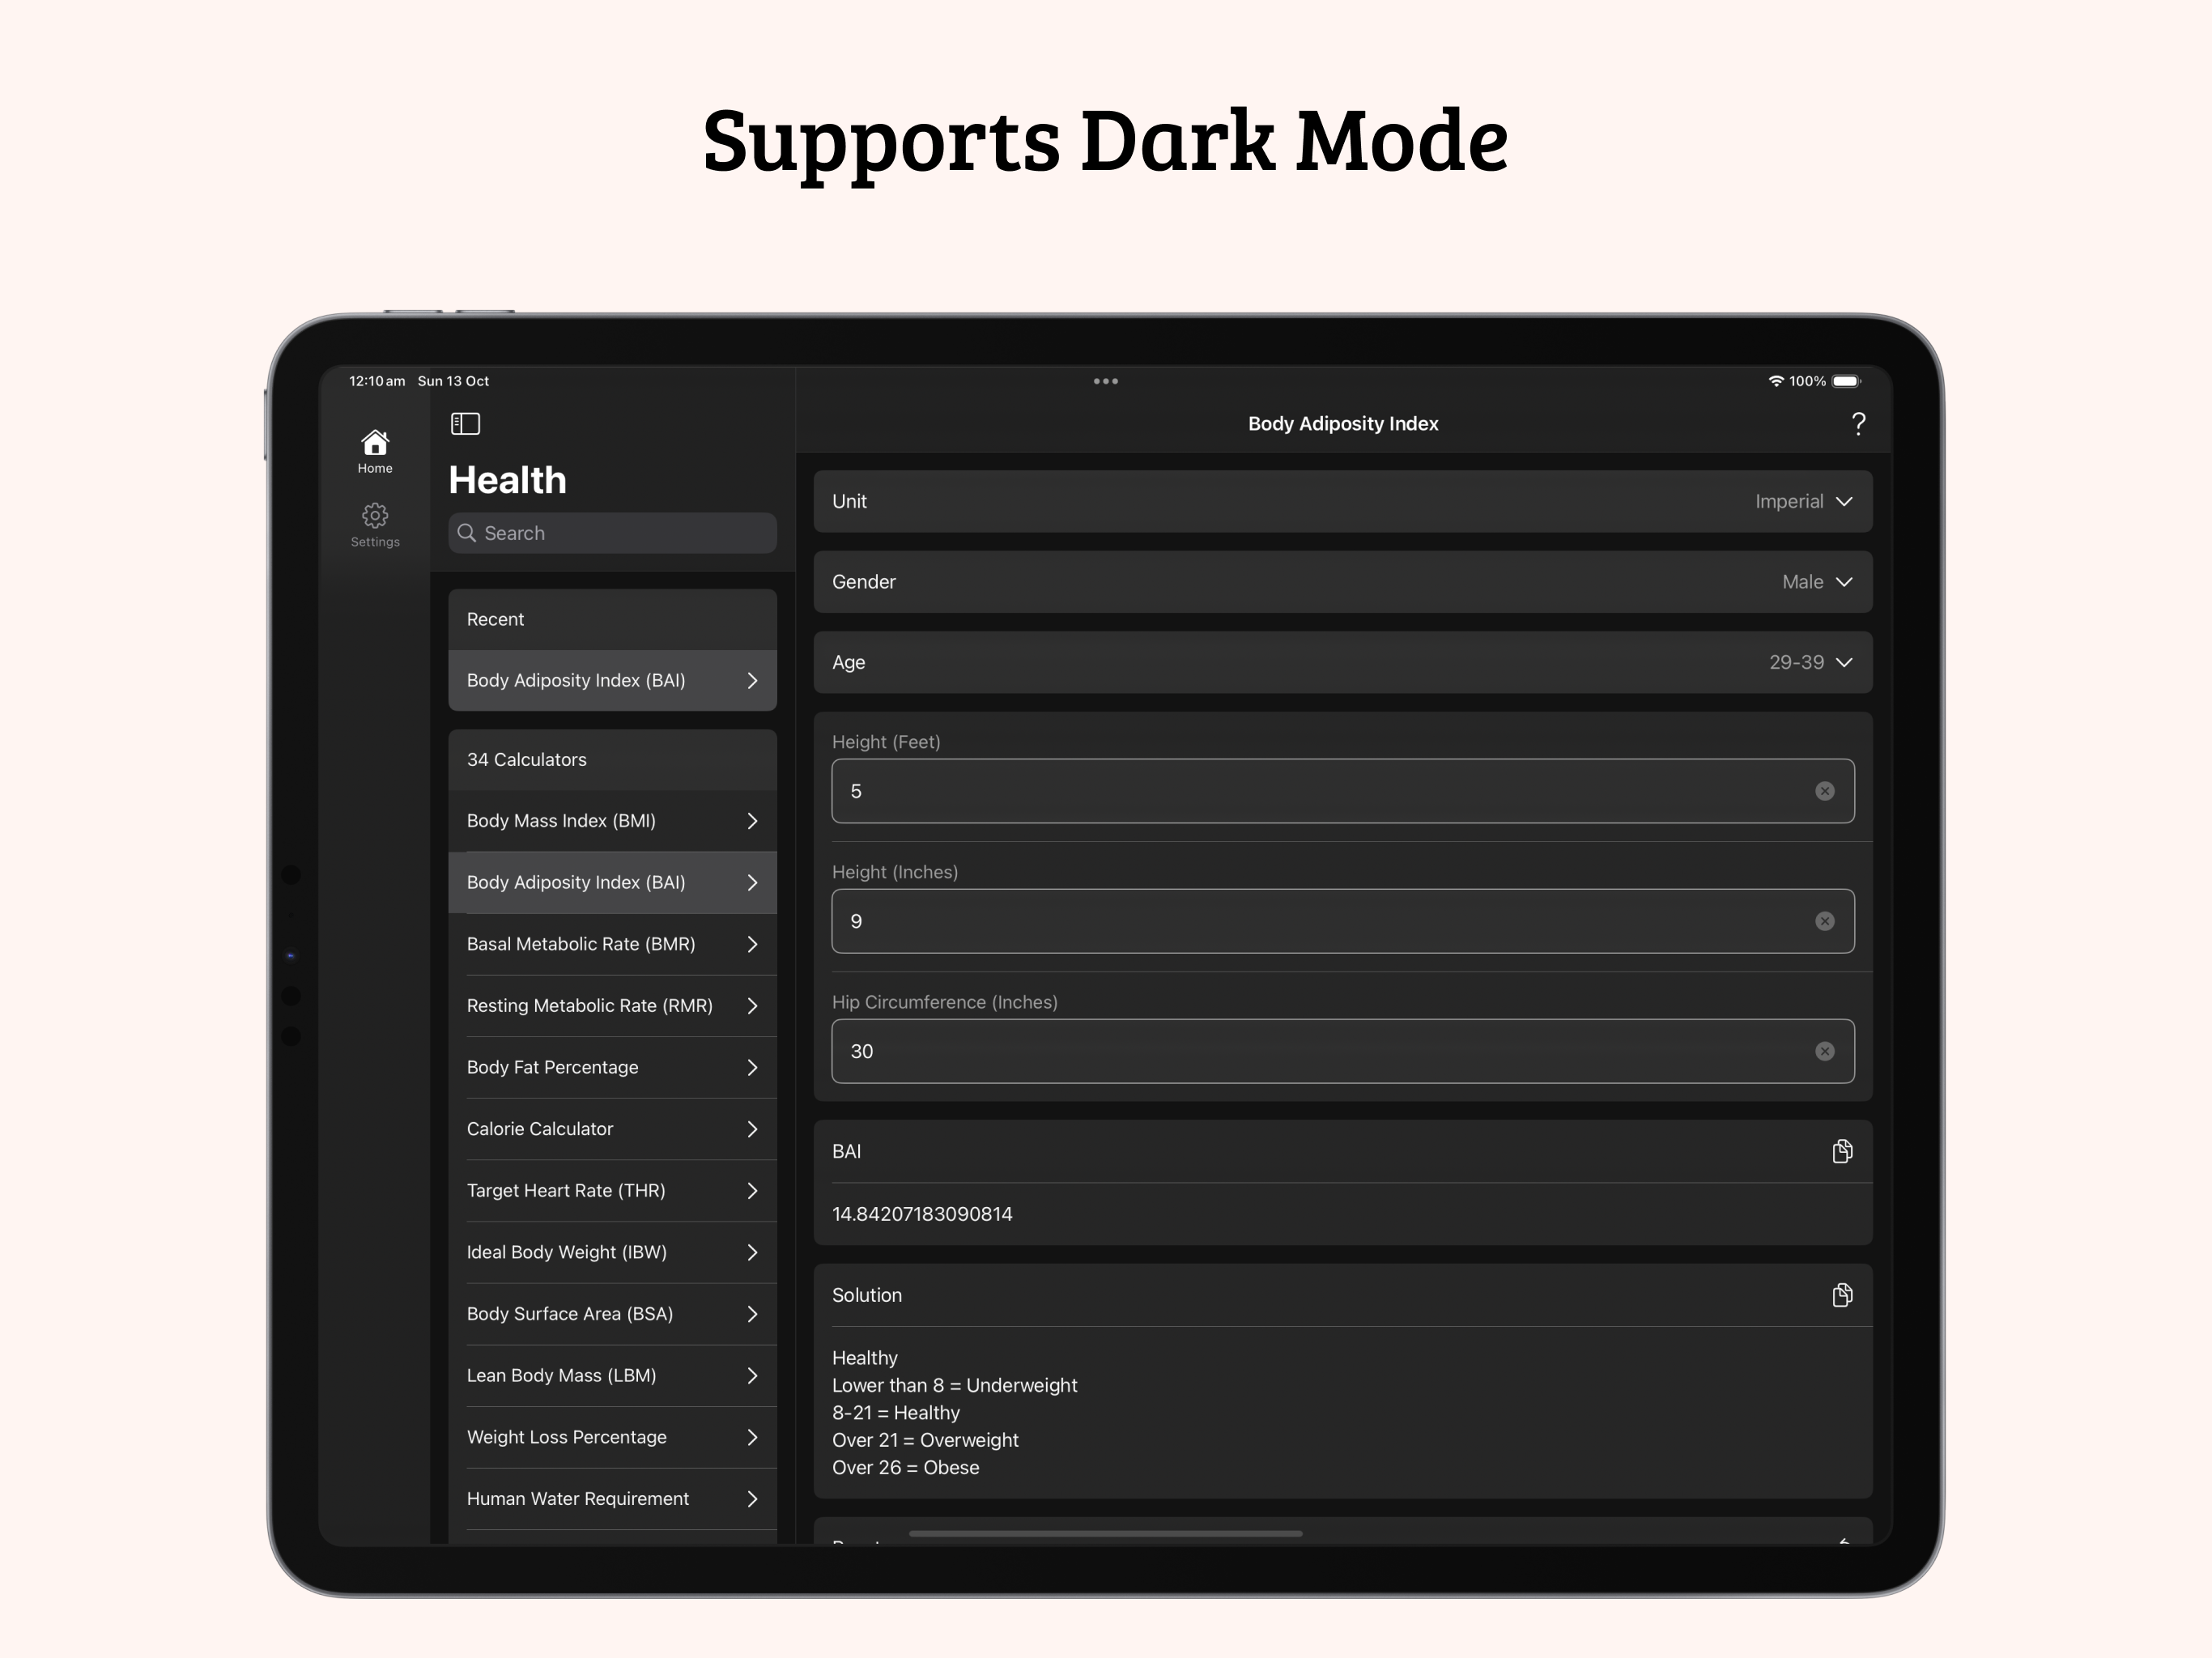 Supports Dark Mode
12:10 am Sun 13 Oct
100%
Home
Settings
Health
Search
Recent
Body Adiposity Index (BAI)
34 Calculators
Body Mass Index (BMI)
Body Adiposity Index (BAI)
Basal Metabolic Rate (BMR)
Resting Metabolic Rate (RMR)
Body Fat Percentage
Calorie Calculator
Target Heart Rate (THR)
Ideal Body Weight (IBW)
Body Surface Area (BSA)
Lean Body Mass (LBM)
Weight Loss Percentage
Human Water Requirement
Body Adiposity Index
?
Unit
Imperial
Gender
Male
Age
29-39
Height (Feet)
5
Height (Inches)
9
Hip Circumference (Inches)
30
BAI
14.84207183090814
Solution
Healthy
Lower than 8 = Underweight
8-21 = Healthy
Over 21 = Overweight
Over 26 = Obese